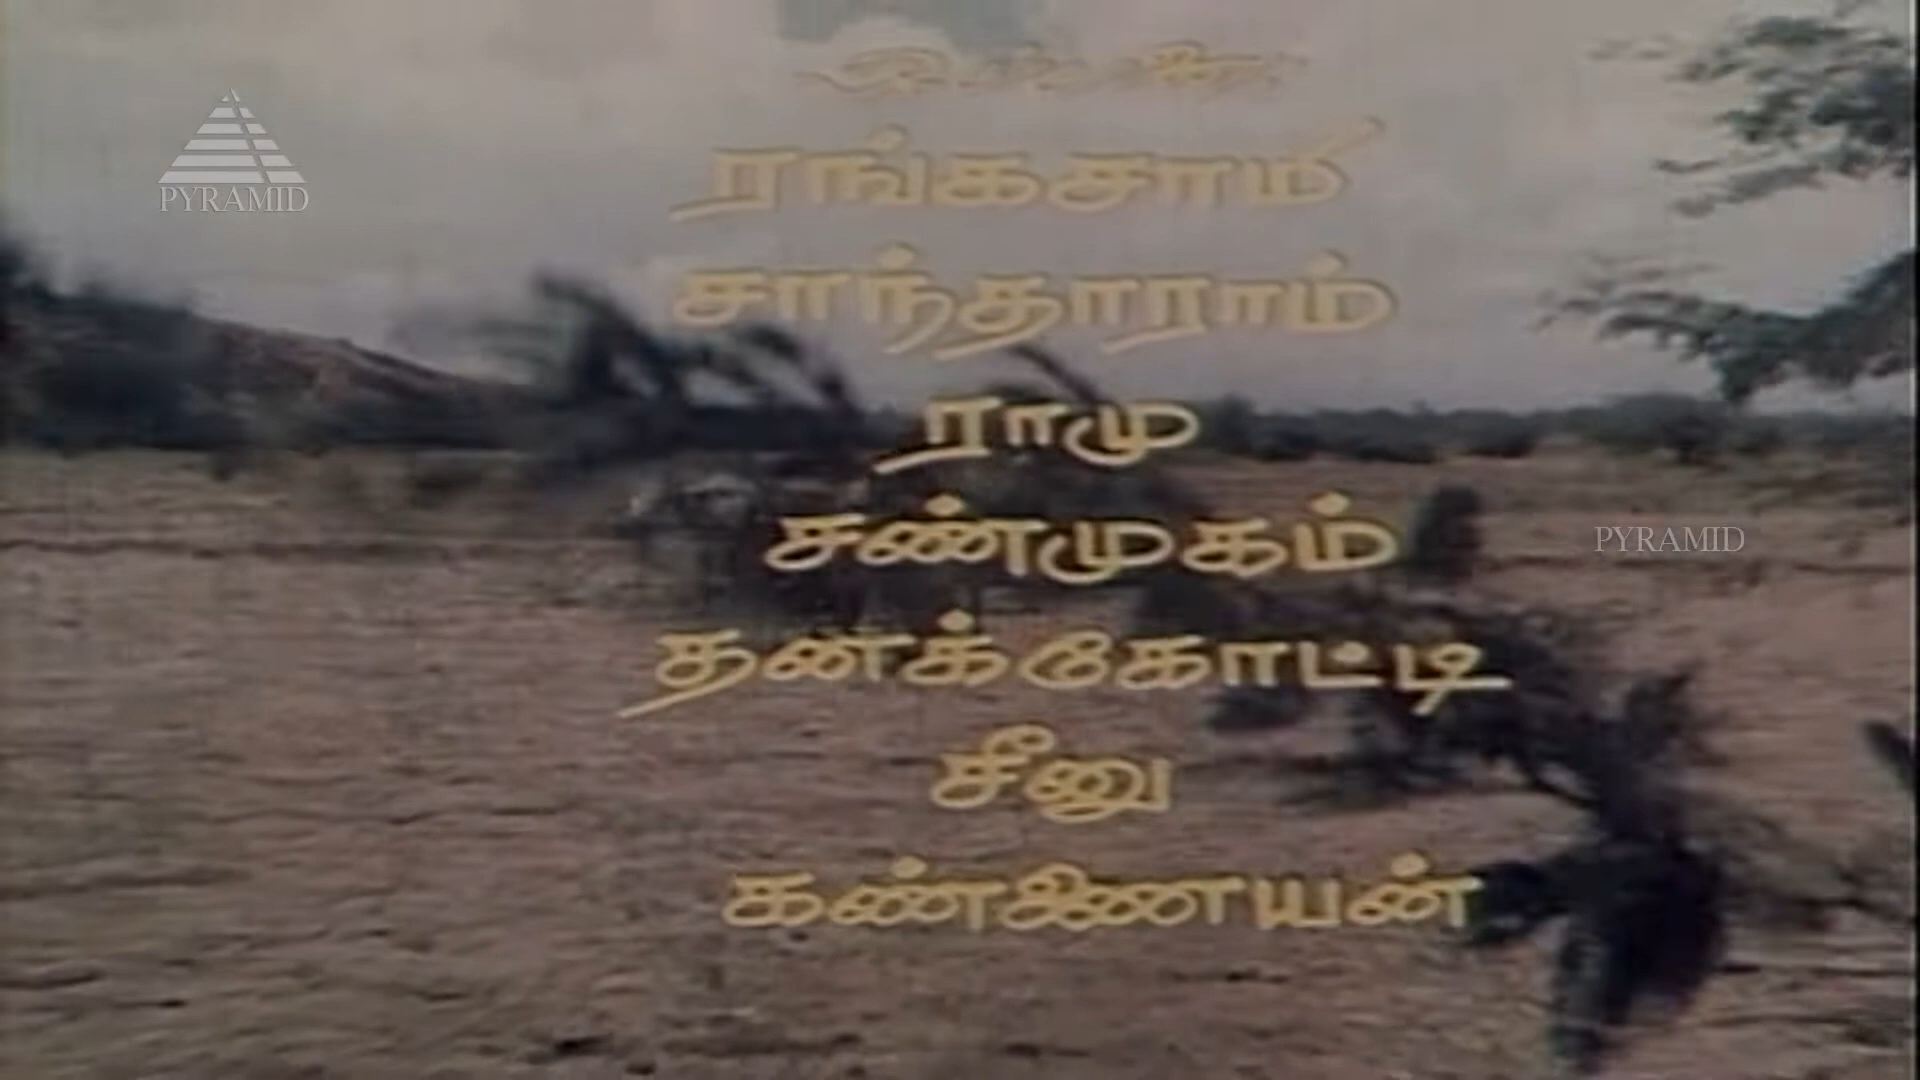 ரங்கசாமி
PYRAMID
சாந்தாராம்
ராமு
சண்முகம்
PYRAMID
தனக்கோட்டி
சீனு
கண்ணையன்